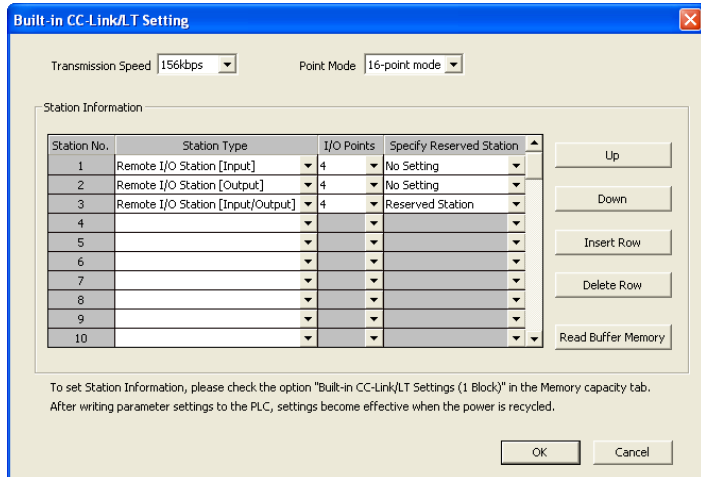 Built-in CC-Link/LT Setting
Transmission Speed 156kbps Point Mode 16-point mode
Station Information
Station No. Station Type I/O Points Specify Reserved Station
1 Remote I/O Station [Input] 4 No Setting
2 Remote I/O Station [Output] 4 No Setting
3 Remote I/O Station [Input/Output] 4 Reserved Station
4
5
6
7
8
9
10
Up
Down
Insert Row
Delete Row
Read Buffer Memory
To set Station Information, please check the option "Built-in CC-Link/LT Settings (1 Block)" in the Memory capacity tab.
After writing parameter settings to the PLC, settings become effective when the power is recycled.
OK Cancel